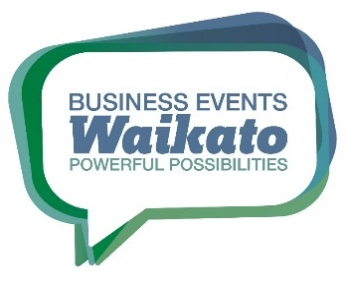 BUSINESS EVENTS
Waikato
POWERFUL POSSIBILITIES